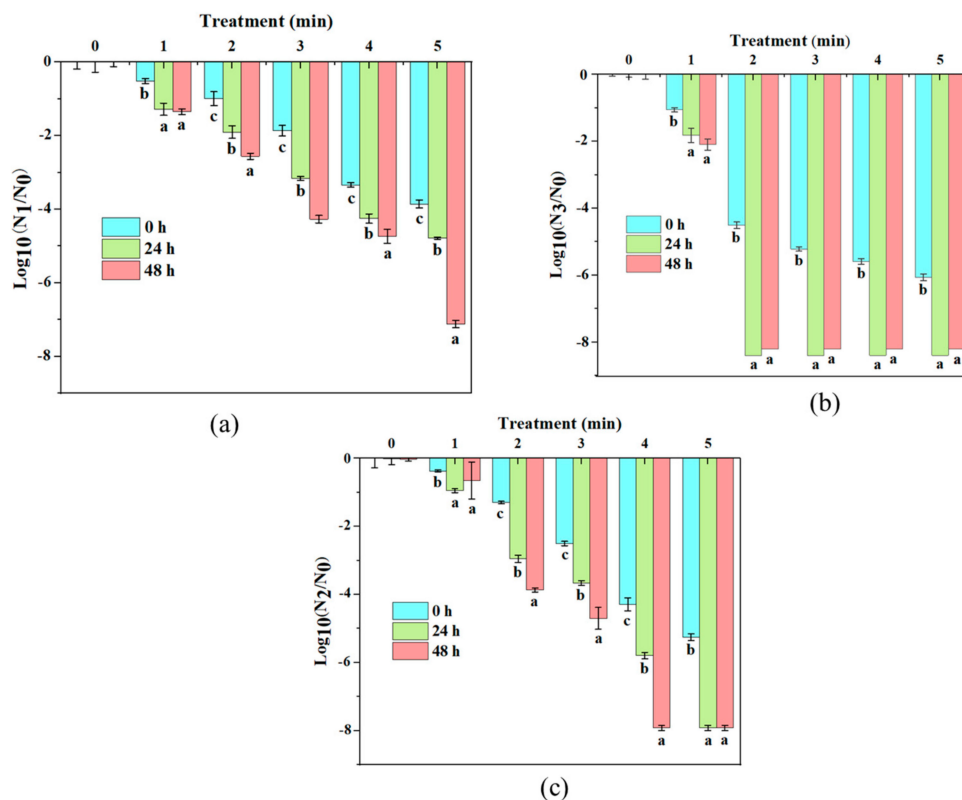 Treatment (min)
0 1 2 3 4 5
0
-2
-4
-6
-8
Log10(N1/N0)
b a a c b a c b c b a c b a
0 h
24 h
48 h
(a)
Treatment (min)
0 1 2 3 4 5
0
-2
-4
-6
-8
Log10(N3/N0)
b a a b a a b a a b a a b a a
0 h
24 h
48 h
(b)
Treatment (min)
0 1 2 3 4 5
0
-2
-4
-6
-8
Log10(N2/N0)
b a a c b a c b a c b a b a a
0 h
24 h
48 h
(c)